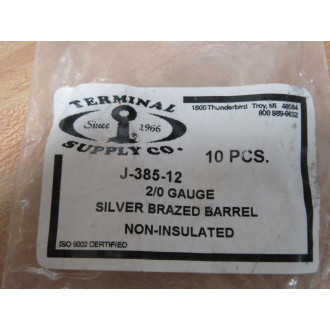 TERMINAL
Since 1966
SUPPLY CO.
®
1800 Thunderbird Troy, MI 48084
800 989-9632
10 PCS.
J-385-12
2/0 GAUGE
SILVER BRAZED BARREL
NON-INSULATED
ISO 9002 CERTIFIED